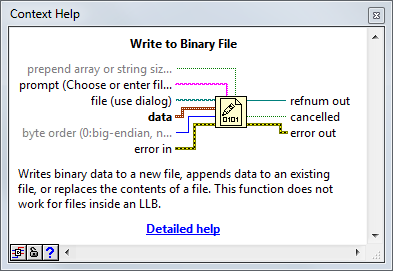 Context Help
Write to Binary File
prepend array or string siz...
prompt (Choose or enter fil...
file (use dialog)
data
byte order (0:big-endian, n...
error in
refnum out
cancelled
error out
0101
Writes binary data to a new file, appends data to an existing
file, or replaces the contents of a file. This function does not
work for files inside an LLB.
Detailed help
?